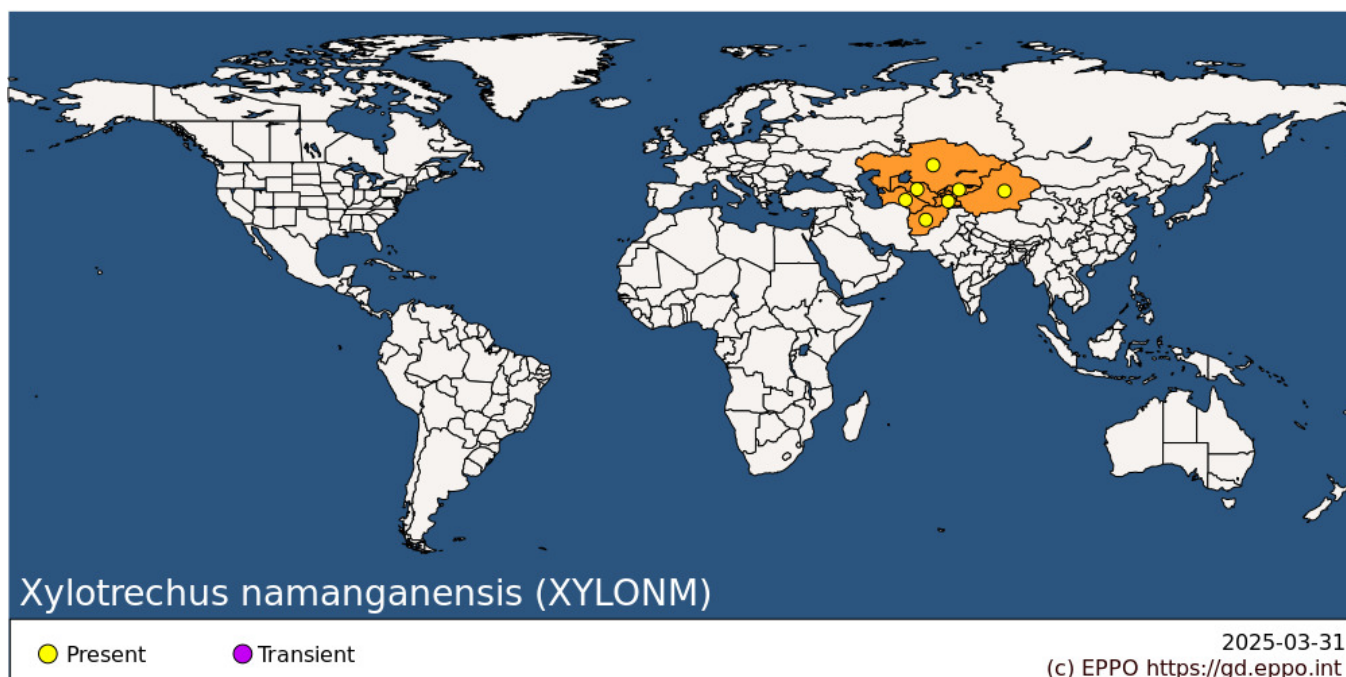 Xylotrechus namanganensis (XYLONM)
Present
Transient
2025-03-31
(c) EPPO https://gd.eppo.int